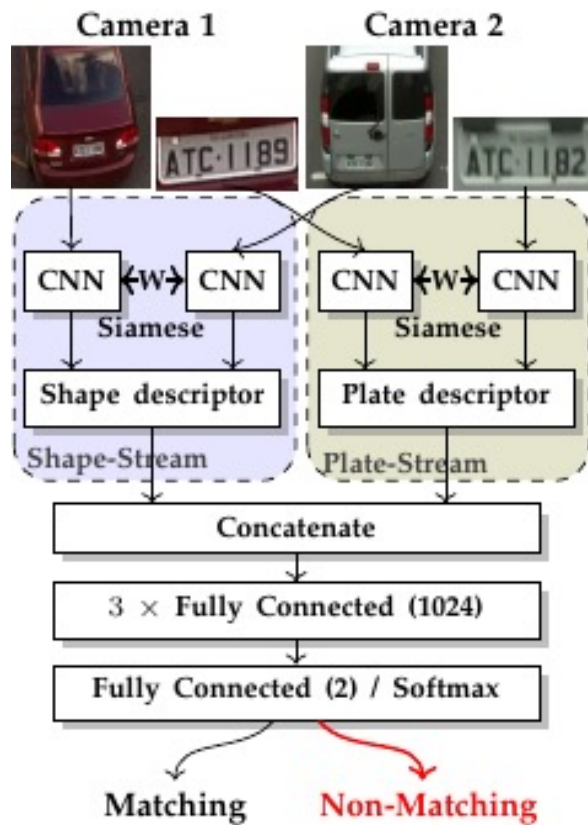 Camera 1 Camera 2
ATC·1189 ATC·1182
CNN W CNN CNN W CNN
Siamese Siamese
Shape descriptor Plate descriptor
Shape-Stream Plate-Stream
Concatenate
3 × Fully Connected (1024)
Fully Connected (2) / Softmax
Matching Non-Matching